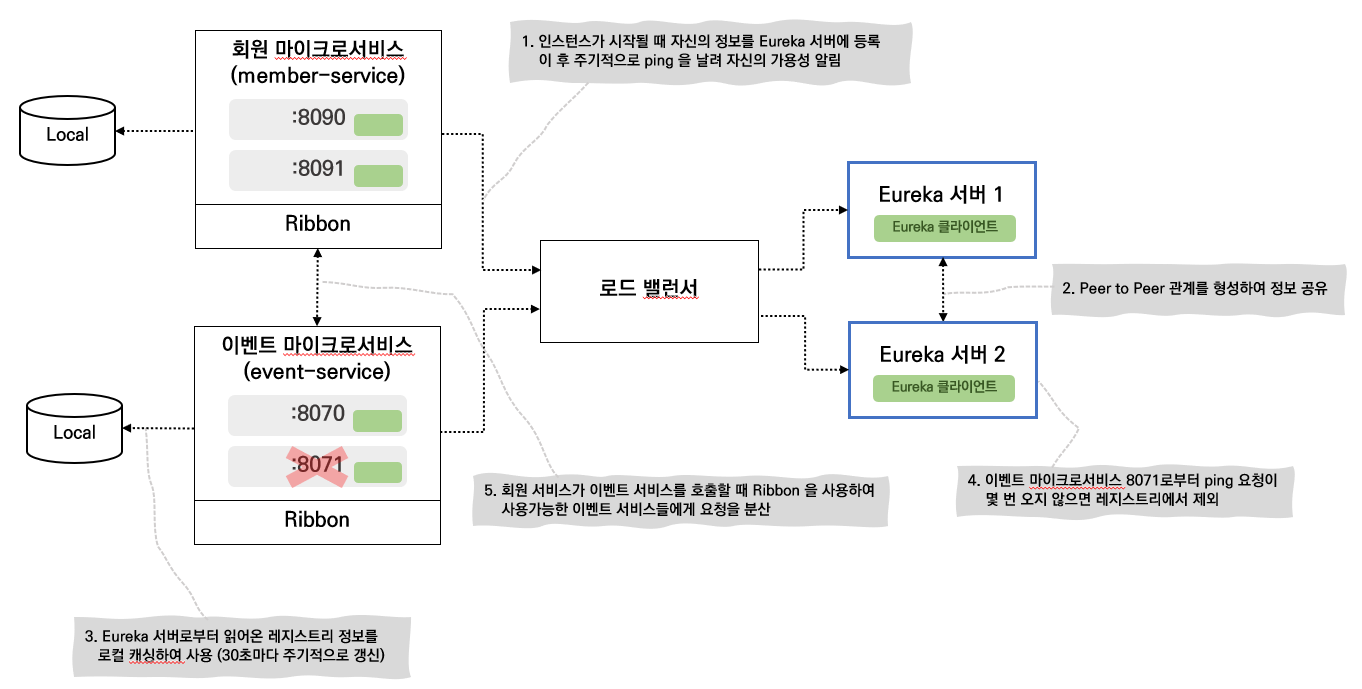 회원 마이크로서비스
(member-service)
:8090
:8091
Ribbon
Local
1. 인스턴스가 시작될 때 자신의 정보를 Eureka 서버에 등록
이 후 주기적으로 ping 을 날려 자신의 가용성 알림
Eureka 서버 1
Eureka 클라이언트
로드 밸런서
2. Peer to Peer 관계를 형성하여 정보 공유
Eureka 서버 2
Eureka 클라이언트
이벤트 마이크로서비스
(event-service)
:8070
:8071
Ribbon
Local
4. 이벤트 마이크로서비스 8071로부터 ping 요청이
몇 번 오지 않으면 레지스트리에서 제외
5. 회원 서비스가 이벤트 서비스를 호출할 때 Ribbon 을 사용하여
사용가능한 이벤트 서비스들에게 요청을 분산
3. Eureka 서버로부터 읽어온 레지스트리 정보를
로컬 캐싱하여 사용 (30초마다 주기적으로 갱신)